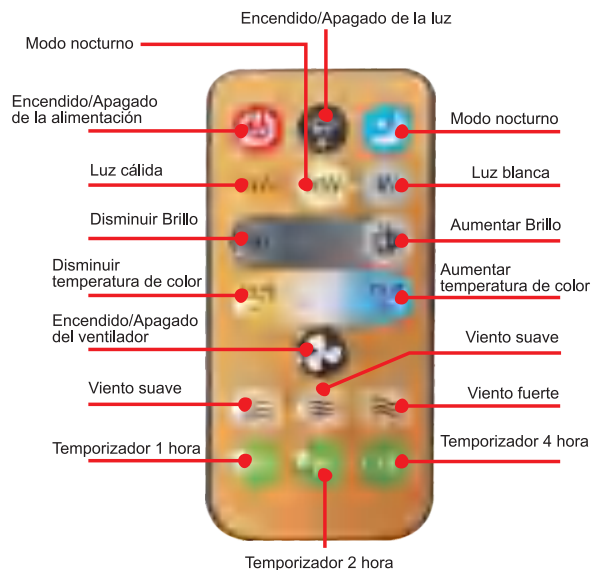 Encendido/Apagado de la luz
Modo nocturno
Encendido/Apagado
de la alimentación
Modo nocturno
Luz cálida
Luz blanca
Disminuir Brillo
Aumentar Brillo
Disminuir
temperatura de color
Aumentar
temperatura de color
Encendido/Apagado
del ventilador
Viento suave
Viento suave
Viento fuerte
Temporizador 1 hora
Temporizador 4 hora
Temporizador 2 hora